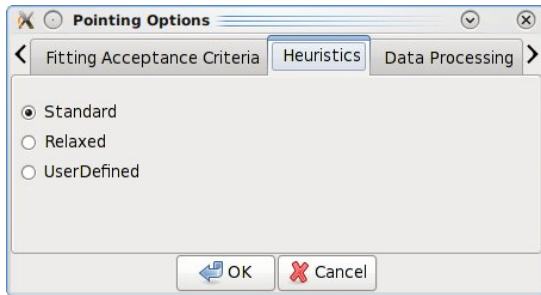 Pointing Options
Fitting Acceptance Criteria Heuristics Data Processing
Standard
Relaxed
UserDefined
OK Cancel